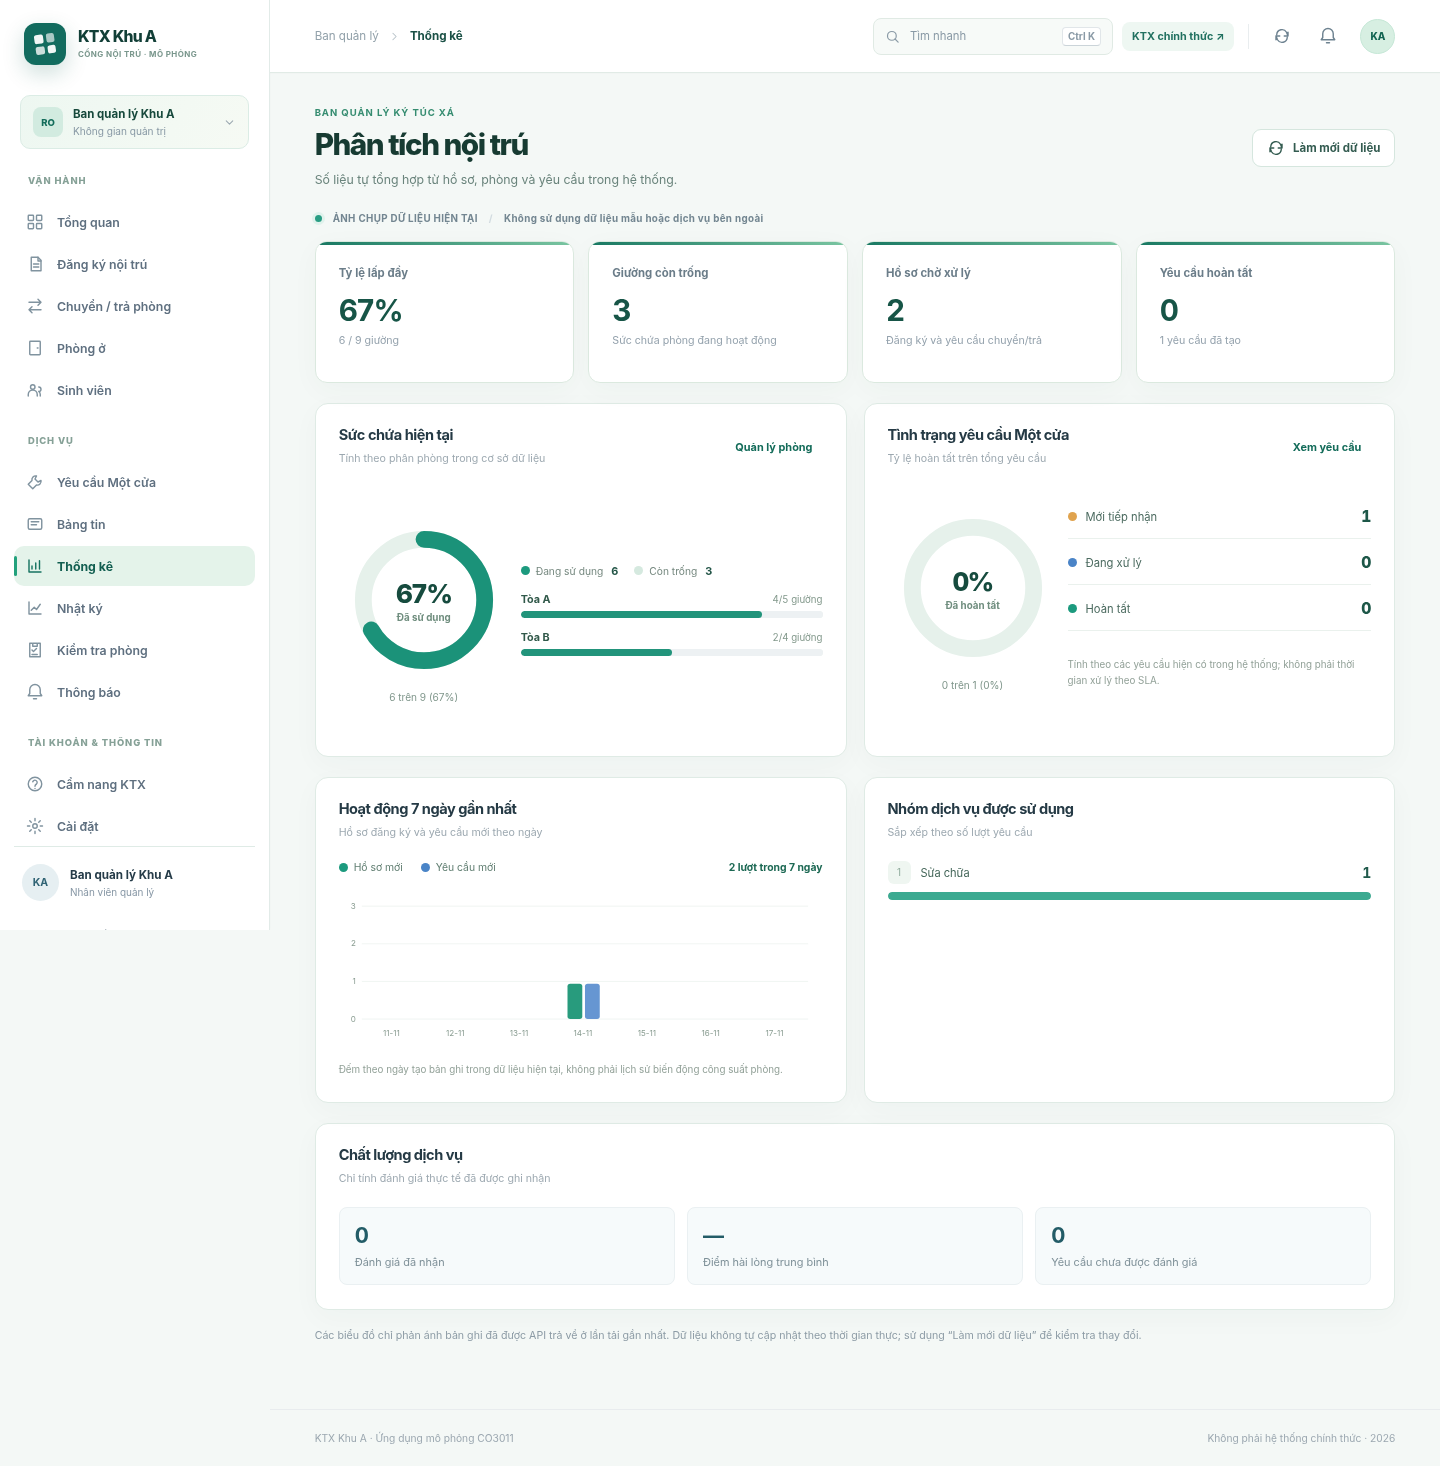 KTX Khu A
CỔNG NỘI TRÚ · MÔ PHỎNG
RO
Ban quản lý Khu A
Không gian quản trị
VẬN HÀNH
Tổng quan
Đăng ký nội trú
Chuyển / trả phòng
Phòng ở
Sinh viên
DỊCH VỤ
Yêu cầu Một cửa
Bảng tin
Thống kê
Nhật ký
Kiểm tra phòng
Thông báo
TÀI KHOẢN & THÔNG TIN
Cẩm nang KTX
Cài đặt
KA
Ban quản lý Khu A
Nhân viên quản lý
Ban quản lý
Thống kê
Tìm nhanh
Ctrl K
KTX chính thức ↗
KA
BAN QUẢN LÝ KÝ TÚC XÁ
Phân tích nội trú
Số liệu tự tổng hợp từ hồ sơ, phòng và yêu cầu trong hệ thống.
Làm mới dữ liệu
ẢNH CHỤP DỮ LIỆU HIỆN TẠI / Không sử dụng dữ liệu mẫu hoặc dịch vụ bên ngoài
Tỷ lệ lấp đầy
67%
6 / 9 giường
Giường còn trống
3
Sức chứa phòng đang hoạt động
Hồ sơ chờ xử lý
2
Đăng ký và yêu cầu chuyển/trả
Yêu cầu hoàn tất
0
1 yêu cầu đã tạo
Sức chứa hiện tại
Tính theo phân phòng trong cơ sở dữ liệu
Quản lý phòng
67%
Đã sử dụng
6 trên 9 (67%)
Đang sử dụng 6
Còn trống 3
Tòa A 4/5 giường
Tòa B 2/4 giường
Tình trạng yêu cầu Một cửa
Tỷ lệ hoàn tất trên tổng yêu cầu
Xem yêu cầu
0%
Đã hoàn tất
0 trên 1 (0%)
Mới tiếp nhận 1
Đang xử lý 0
Hoàn tất 0
Tính theo các yêu cầu hiện có trong hệ thống; không phải thời
gian xử lý theo SLA.
Hoạt động 7 ngày gần nhất
Hồ sơ đăng ký và yêu cầu mới theo ngày
Hồ sơ mới
Yêu cầu mới
2 lượt trong 7 ngày
3
2
1
0
11-11 12-11 13-11 14-11 15-11 16-11 17-11
Đếm theo ngày tạo bản ghi trong dữ liệu hiện tại, không phải lịch sử biến động công suất phòng.
Nhóm dịch vụ được sử dụng
Sắp xếp theo số lượt yêu cầu
1 Sửa chữa 1
Chất lượng dịch vụ
Chỉ tính đánh giá thực tế đã được ghi nhận
0
Đánh giá đã nhận
—
Điểm hài lòng trung bình
0
Yêu cầu chưa được đánh giá
Các biểu đồ chỉ phản ánh bản ghi đã được API trả về ở lần tải gần nhất. Dữ liệu không tự cập nhật theo thời gian thực; sử dụng “Làm mới dữ liệu” để kiểm tra thay đổi.
KTX Khu A · Ứng dụng mô phỏng CO3011
Không phải hệ thống chính thức · 2026